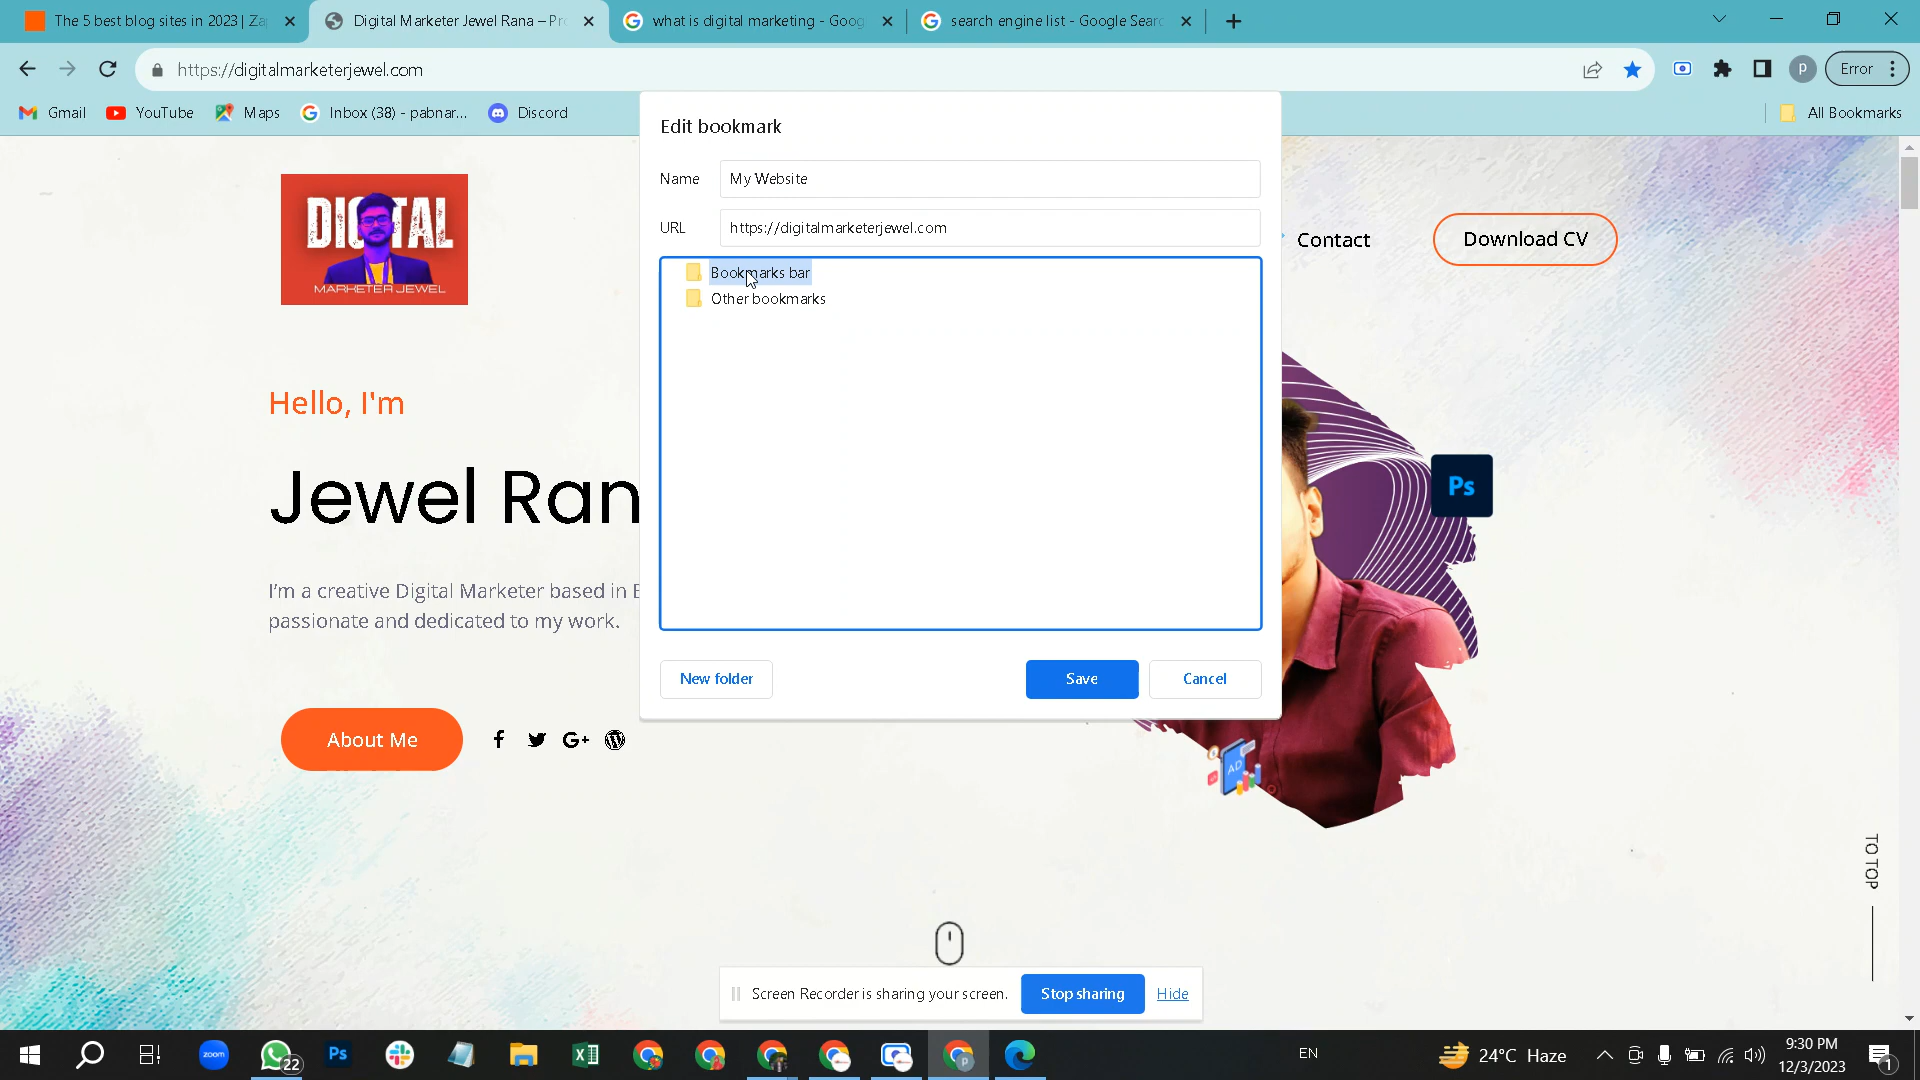 The 5 best blog sites in 2023 | Za
Digital Marketer Jewel Rana – Pr
what is digital marketing - Goog
search engine list - Google Searc
https://digitalmarketerjewel.com
P
Error
Gmail
YouTube
Maps
Inbox (38) - pabnar...
Discord
All Bookmarks
Edit bookmark
Name
My Website
URL
https://digitalmarketerjewel.com
Bookmarks bar
Other bookmarks
New folder
Save
Cancel
DIGITAL
MARKETER JEWEL
Contact
Download CV
Hello, I'm
Jewel Ran
I'm a creative Digital Marketer based in
passionate and dedicated to my work.
About Me
G+
Ps
AD
TO TOP
Screen Recorder is sharing your screen.
Stop sharing
Hide
zoom
22
Ps
P
EN
24°C Haze
9:30 PM
12/3/2023
1